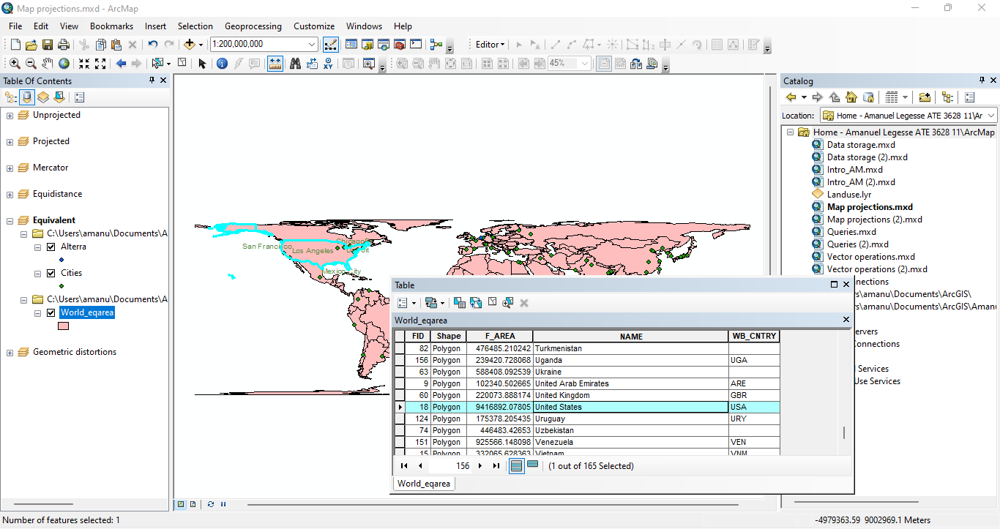 Map projections.mxd - ArcMap
File Edit View Bookmarks Insert Selection Geoprocessing Customize Windows Help
1:200,000,000
Editor
45%
Table Of Contents
Unprojected
Projected
Mercator
Equidistance
Equivalent
C:\Users\amanu\Documents\A
Alterra
Cities
C:\Users\amanu\Documents\A
World_eqarea
Geometric distortions
San Francisco
Los Angeles
Chicago
Mexico City
Catalog
Location: Home - Amanuel Legesse ATE 3628 11\Ar
Home - Amanuel Legesse ATE 3628 11\ArcMap
Data storage.mxd
Data storage (2).mxd
Intro_AM.mxd
Intro_AM (2).mxd
Landuse.lyr
Map projections.mxd
Map projections (2).mxd
Queries.mxd
Queries (2).mxd
Vector operations.mxd
Vector operations (2).mxd
nections
s\amanu\Documents\ArcGIS\
s\amanu\Documents\ArcGIS\Amanu
ervers
onnections
Services
Use Services
Table
World_eqarea
FID Shape F_AREA NAME WB_CNTRY
82 Polygon 476485.210242 Turkmenistan
156 Polygon 239420.728068 Uganda UGA
63 Polygon 588408.092539 Ukraine
9 Polygon 102340.502665 United Arab Emirates ARE
60 Polygon 220073.888174 United Kingdom GBR
18 Polygon 9416892.07805 United States USA
124 Polygon 175378.205435 Uruguay URY
74 Polygon 446483.42653 Uzbekistan
151 Polygon 925566.148098 Venezuela VEN
15 Polygon 332065.628363 Vietnam VNM
156 (1 out of 165 Selected)
World_eqarea
Number of features selected: 1
-4979363.59 9002969.1 Meters